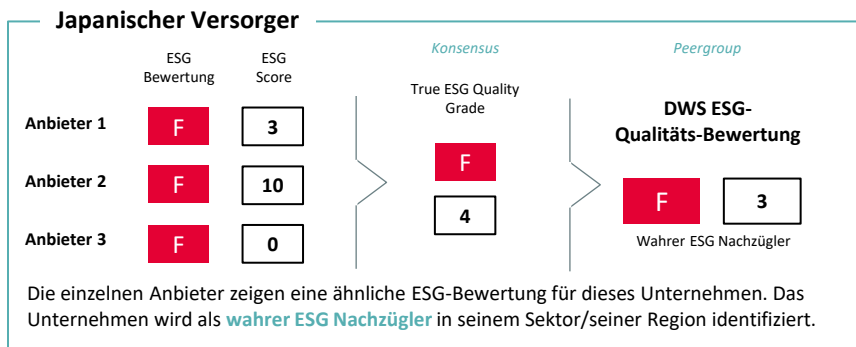 Japanischer Versorger
ESG Bewertung
ESG Score
Anbieter 1 F 3
Anbieter 2 F 10
Anbieter 3 F 0
Konsensus
True ESG Quality
Grade
F
4
Peergroup
DWS ESG-
Qualitäts-Bewertung
F 3
Wahrer ESG Nachzügler
Die einzelnen Anbieter zeigen eine ähnliche ESG-Bewertung für dieses Unternehmen. Das
Unternehmen wird als wahrer ESG Nachzügler in seinem Sektor/seiner Region identifiziert.